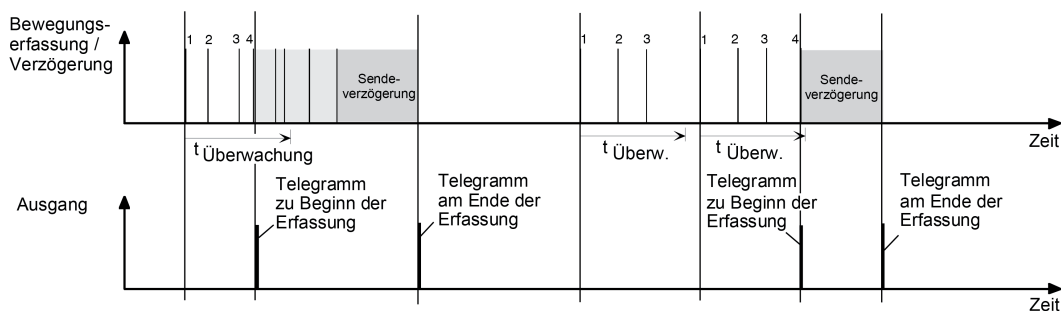 Bewegungs-
erfassung /
Verzögerung
1 2 3 4
Sende-
verzögerung
1 2 3
1 2 3 4
Sende-
verzögerung
Zeit
t Überwachung
t Überw.
t Überw.
Ausgang
Telegramm
zu Beginn der
Erfassung
Telegramm
am Ende der
Erfassung
Telegramm
zu Beginn der
Erfassung
Telegramm
am Ende der
Erfassung
Zeit